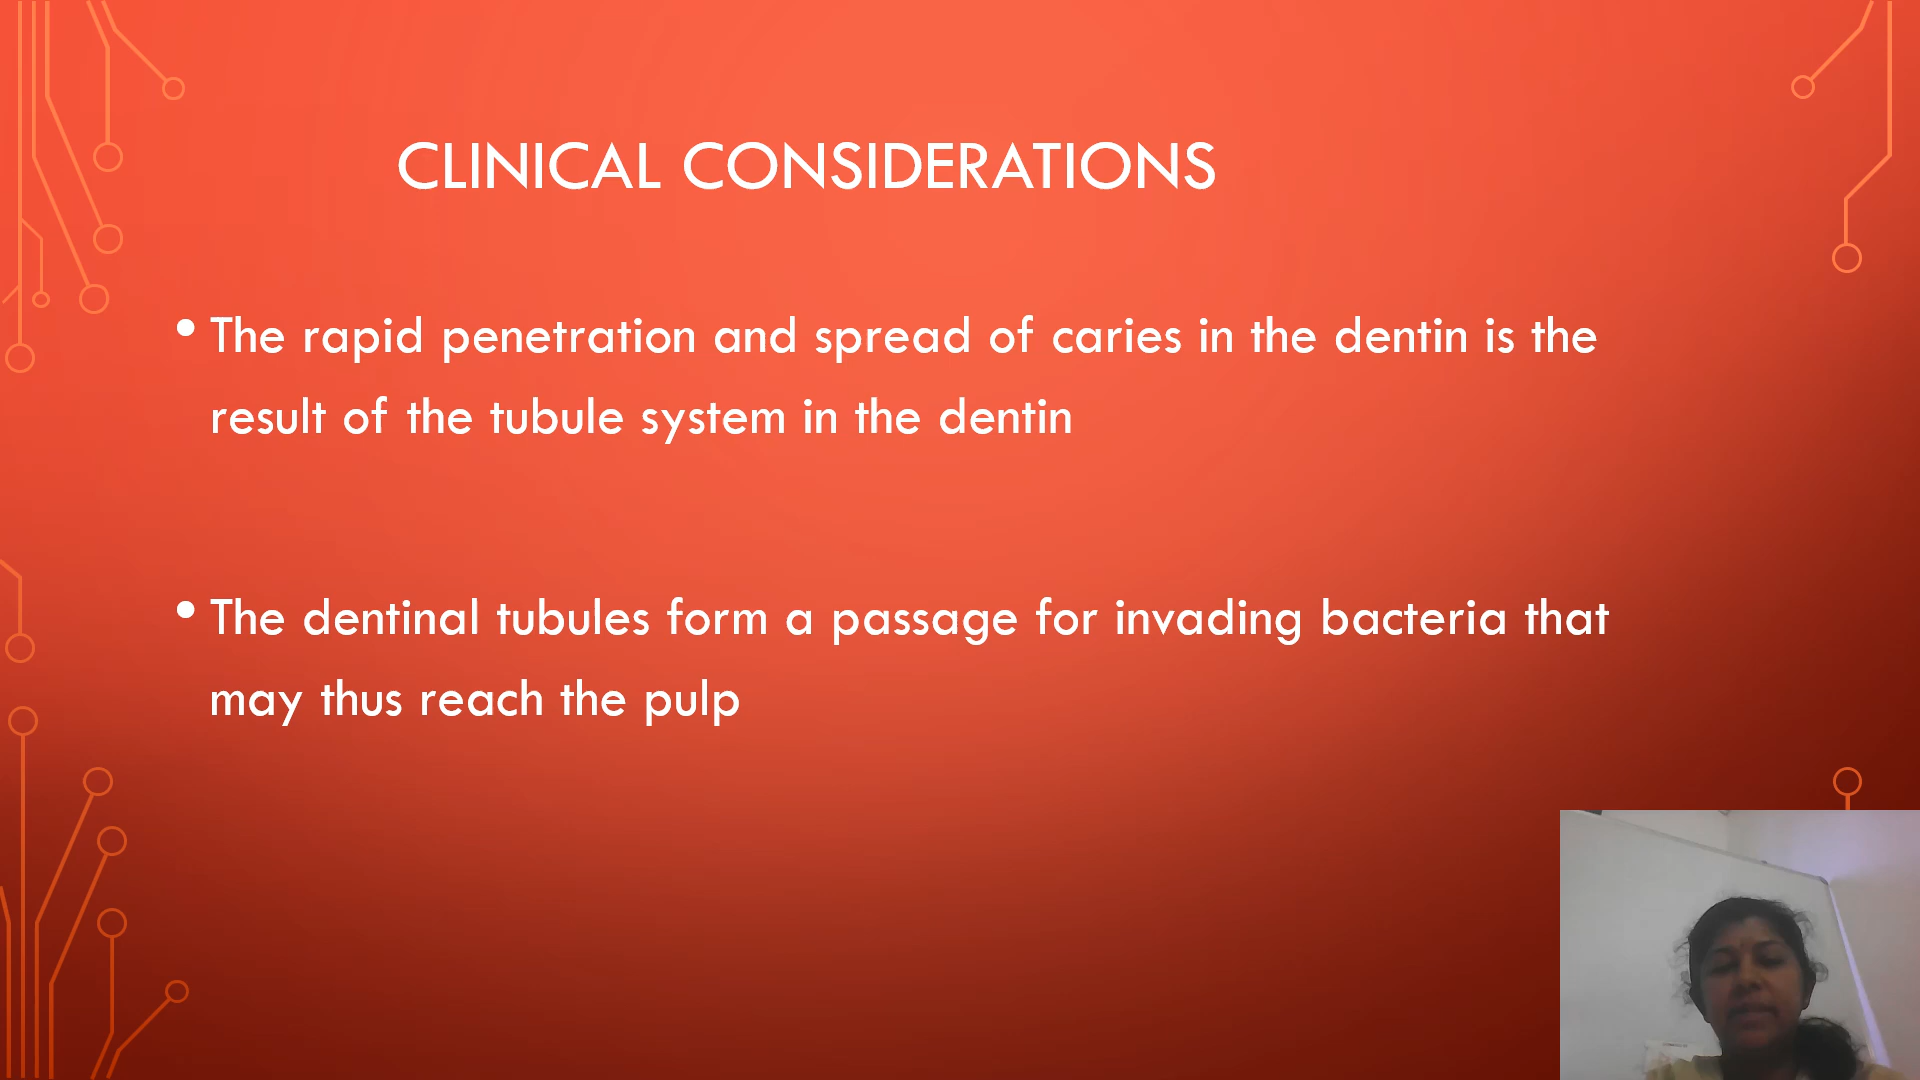 CLINICAL CONSIDERATIONS
• The rapid penetration and spread of caries in the dentin is the
result of the tubule system in the dentin
• The dentinal tubules form a passage for invading bacteria that
may thus reach the pulp